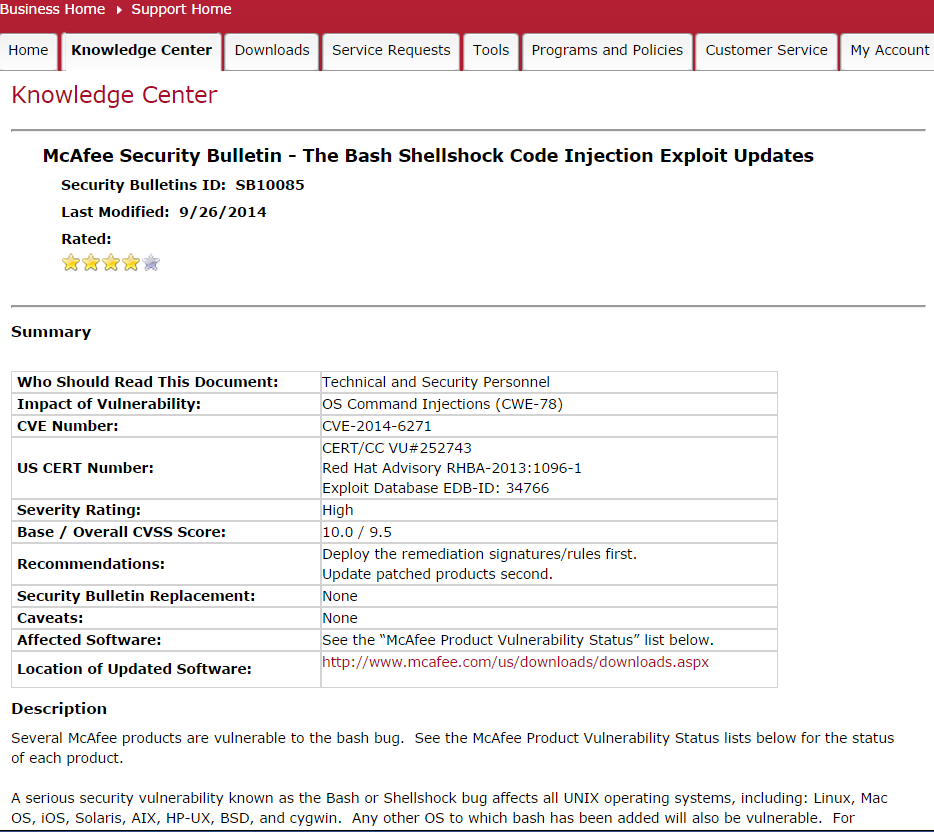 Business Home ▸ Support Home
Home Knowledge Center Downloads Service Requests Tools Programs and Policies Customer Service My Account
Knowledge Center
McAfee Security Bulletin - The Bash Shellshock Code Injection Exploit Updates
Security Bulletins ID: SB10085
Last Modified: 9/26/2014
Rated:
Summary
Who Should Read This Document: Technical and Security Personnel
Impact of Vulnerability: OS Command Injections (CWE-78)
CVE Number: CVE-2014-6271
US CERT Number: CERT/CC VU#252743
Red Hat Advisory RHBA-2013:1096-1
Exploit Database EDB-ID: 34766
Severity Rating: High
Base / Overall CVSS Score: 10.0 / 9.5
Recommendations: Deploy the remediation signatures/rules first.
Update patched products second.
Security Bulletin Replacement: None
Caveats: None
Affected Software: See the “McAfee Product Vulnerability Status” list below.
Location of Updated Software: http://www.mcafee.com/us/downloads/downloads.aspx
Description
Several McAfee products are vulnerable to the bash bug. See the McAfee Product Vulnerability Status lists below for the status
of each product.
A serious security vulnerability known as the Bash or Shellshock bug affects all UNIX operating systems, including: Linux, Mac
OS, iOS, Solaris, AIX, HP-UX, BSD, and cygwin. Any other OS to which bash has been added will also be vulnerable. For